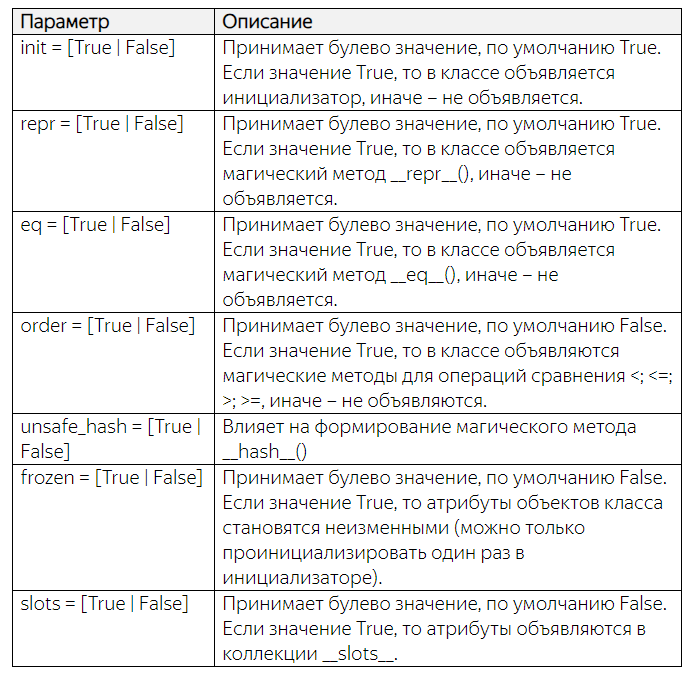 Параметр Описание
init = [True | False] Принимает булево значение, по умолчанию True.
Если значение True, то в классе объявляется
инициализатор, иначе – не объявляется.
repr = [True | False] Принимает булево значение, по умолчанию True.
Если значение True, то в классе объявляется
магический метод __repr__(), иначе – не
объявляется.
eq = [True | False] Принимает булево значение, по умолчанию True.
Если значение True, то в классе объявляется
магический метод __eq__(), иначе – не
объявляется.
order = [True | False] Принимает булево значение, по умолчанию False.
Если значение True, то в классе объявляются
магические методы для операций сравнения <; <=;
>; >=, иначе – не объявляются.
unsafe_hash = [True | Влияет на формирование магического метода
False] __hash__()
frozen = [True | False] Принимает булево значение, по умолчанию False.
Если значение True, то атрибуты объектов класса
становятся неизменными (можно только
проинициализировать один раз в
инициализаторе).
slots = [True | False] Принимает булево значение, по умолчанию False.
Если значение True, то атрибуты объявляются в
коллекции __slots__.